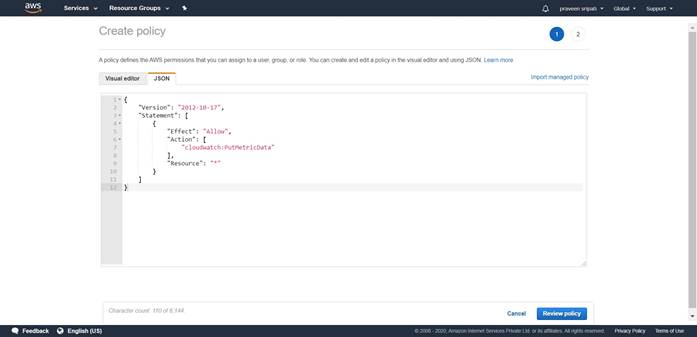 aws Services Resource Groups praveen sripati Global Support
Create policy 1 2
A policy defines the AWS permissions that you can assign to a user, group, or role. You can create and edit a policy in the visual editor and using JSON. Learn more
Visual editor JSON Import managed policy
1 {
2 "Version": "2012-10-17",
3 "Statement": [
4 {
5 "Effect": "Allow",
6 "Action": [
7 "cloudwatch:PutMetricData"
8 ],
9 "Resource": "*"
10 }
11 ]
12 }
Character count: 110 of 6,144.
Cancel Review policy
Feedback English (US) © 2008 - 2020, Amazon Internet Services Private Ltd. or its affiliates. All rights reserved. Privacy Policy Terms of Use